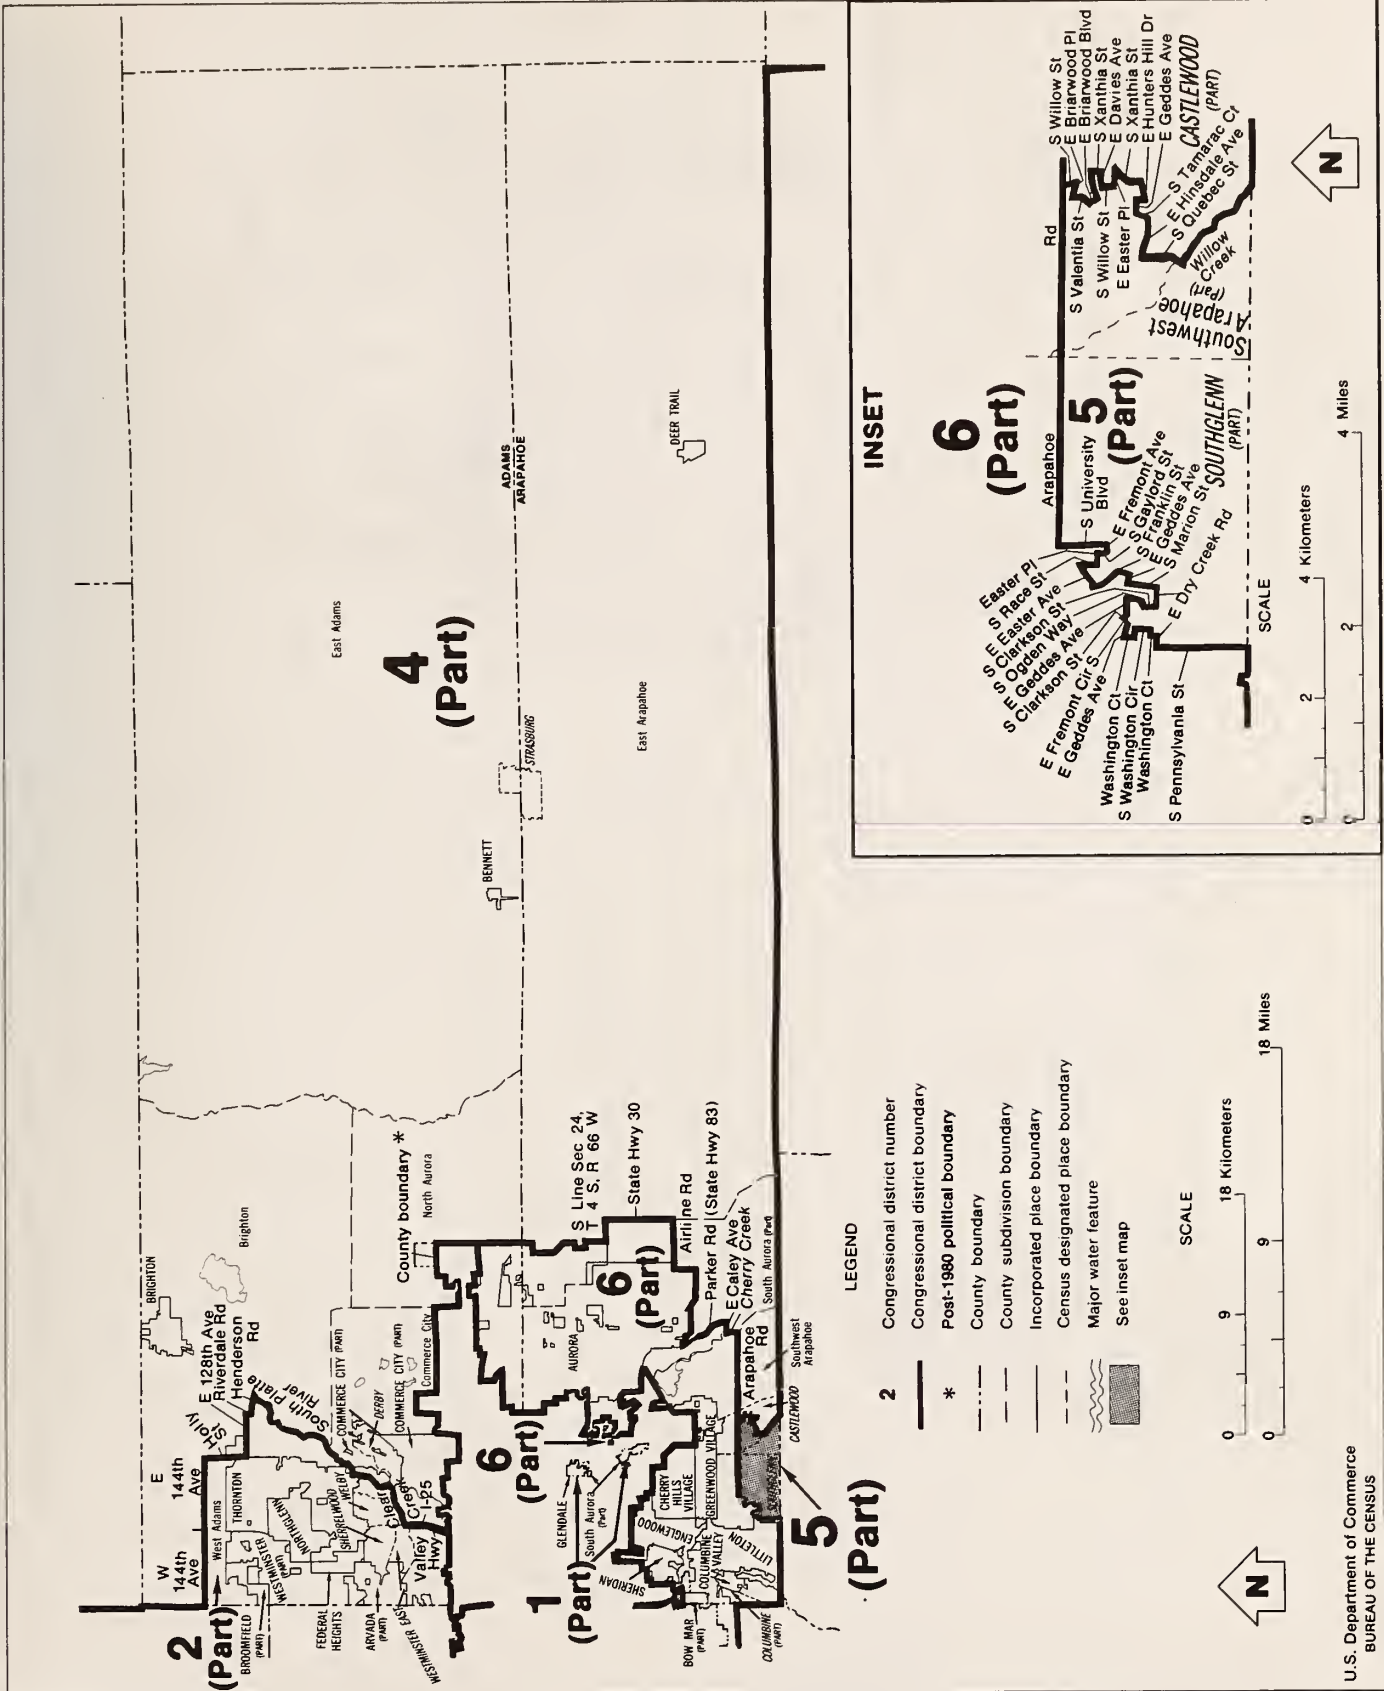 2
(Part)
BROOMFIELD
(PART)
FEDERAL
HEIGHTS
ARVADA
(PART)
WESTMINSTER EAST
W
144th
Ave
E
144th
Ave
West Adams
THORNTON
WESTMINSTER
(PART)
NORTHGLENN
SHERRELWOOD
WELBY
S Holly
St
E 128th Ave
Riverdale Rd
Henderson
Rd
South Platte
River
BRIGHTON
Brighton
COMMERCE CITY (PART)
DERBY
COMMERCE CITY (PART)
Commerce City
Clear
Creek
I-25
Valley
Hwy
County boundary *
North Aurora
East Adams
4
(Part)
BENNETT
STRASBURG
ADAMS
ARAPAHOE
East Arapahoe
DEER TRAIL
S Line Sec 24,
T 4 S, R 66 W
State Hwy 30
6
(Part)
AURORA
6
(Part)
Airline Rd
Parker Rd (State Hwy 83)
E Caley Ave
Cherry Creek
South Aurora (Part)
Arapahoe
Rd
Southwest
Arapahoe
CASTLEWOOD
GLENDALE
South Aurora
(Part)
1
(Part)
SHERIDAN
ENGLEWOOD
CHERRY
HILLS
VILLAGE
GREENWOOD VILLAGE
COLUMBINE
VALLEY
LITTLETON
BOW MAR
(PART)
COLUMBINE
(PART)
SOUTHGLENN
5
(Part)
LEGEND
2 Congressional district number
Congressional district boundary
* Post-1980 political boundary
County boundary
County subdivision boundary
Incorporated place boundary
Census designated place boundary
Major water feature
See inset map
SCALE
0 9 18 Kilometers
0 9 18 Miles
N
U.S. Department of Commerce
BUREAU OF THE CENSUS
INSET
6
(Part)
5
(Part)
Arapahoe
Rd
S University
Blvd
E Fremont Ave
S Gaylord St
S Franklin St
E Geddes Ave
S Marion St
SOUTHGLENN
(PART)
E Dry Creek Rd
Easter Pl
S Race St
E Easter Ave
S Clarkson St
S Ogden Way
E Geddes Ave
S Clarkson St
E Fremont Cir S
E Geddes Ave
Washington Ct
S Washington Cir
Washington Ct
S Pennsylvania St
S Willow St
E Briarwood Pl
E Briarwood Blvd
S Xanthia St
E Davies Ave
S Xanthia St
E Hunters Hill Dr
E Geddes Ave
CASTLEWOOD
(PART)
S Tamarac Ct
E Hinsdale Ave
S Quebec St
S Valentia St
S Willow St
E Easter Pl
Willow
Creek
(Part)
Southwest
Arapahoe
SCALE
0 2 4 Kilometers
0 2 4 Miles
N